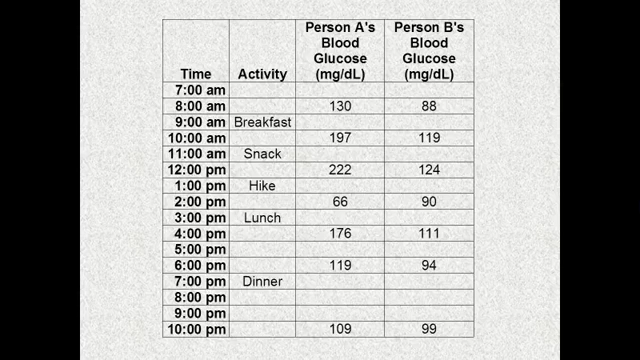 Time Activity Person A's Blood Glucose (mg/dL) Person B's Blood Glucose (mg/dL)
7:00 am
8:00 am 130 88
9:00 am Breakfast
10:00 am 197 119
11:00 am Snack
12:00 pm 222 124
1:00 pm Hike
2:00 pm 66 90
3:00 pm Lunch
4:00 pm 176 111
5:00 pm
6:00 pm 119 94
7:00 pm Dinner
8:00 pm
9:00 pm
10:00 pm 109 99